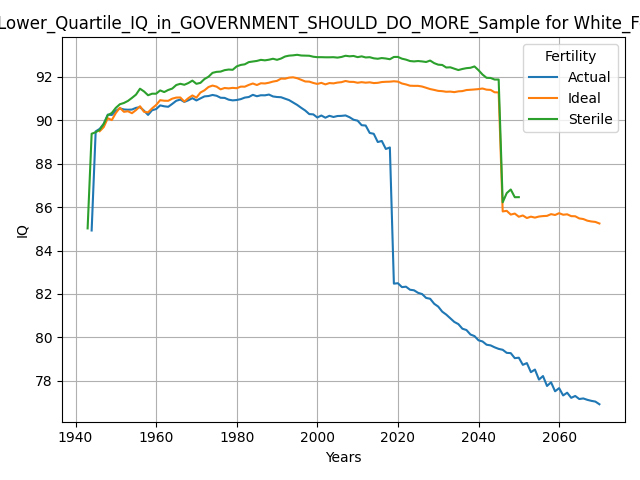 Lower_Quartile_IQ_in_GOVERNMENT_SHOULD_DO_MORE_Sample for White_F
Fertility
Actual
Ideal
Sterile
IQ
92
90
88
86
84
82
80
78
1940
1960
1980
2000
2020
2040
2060
Years